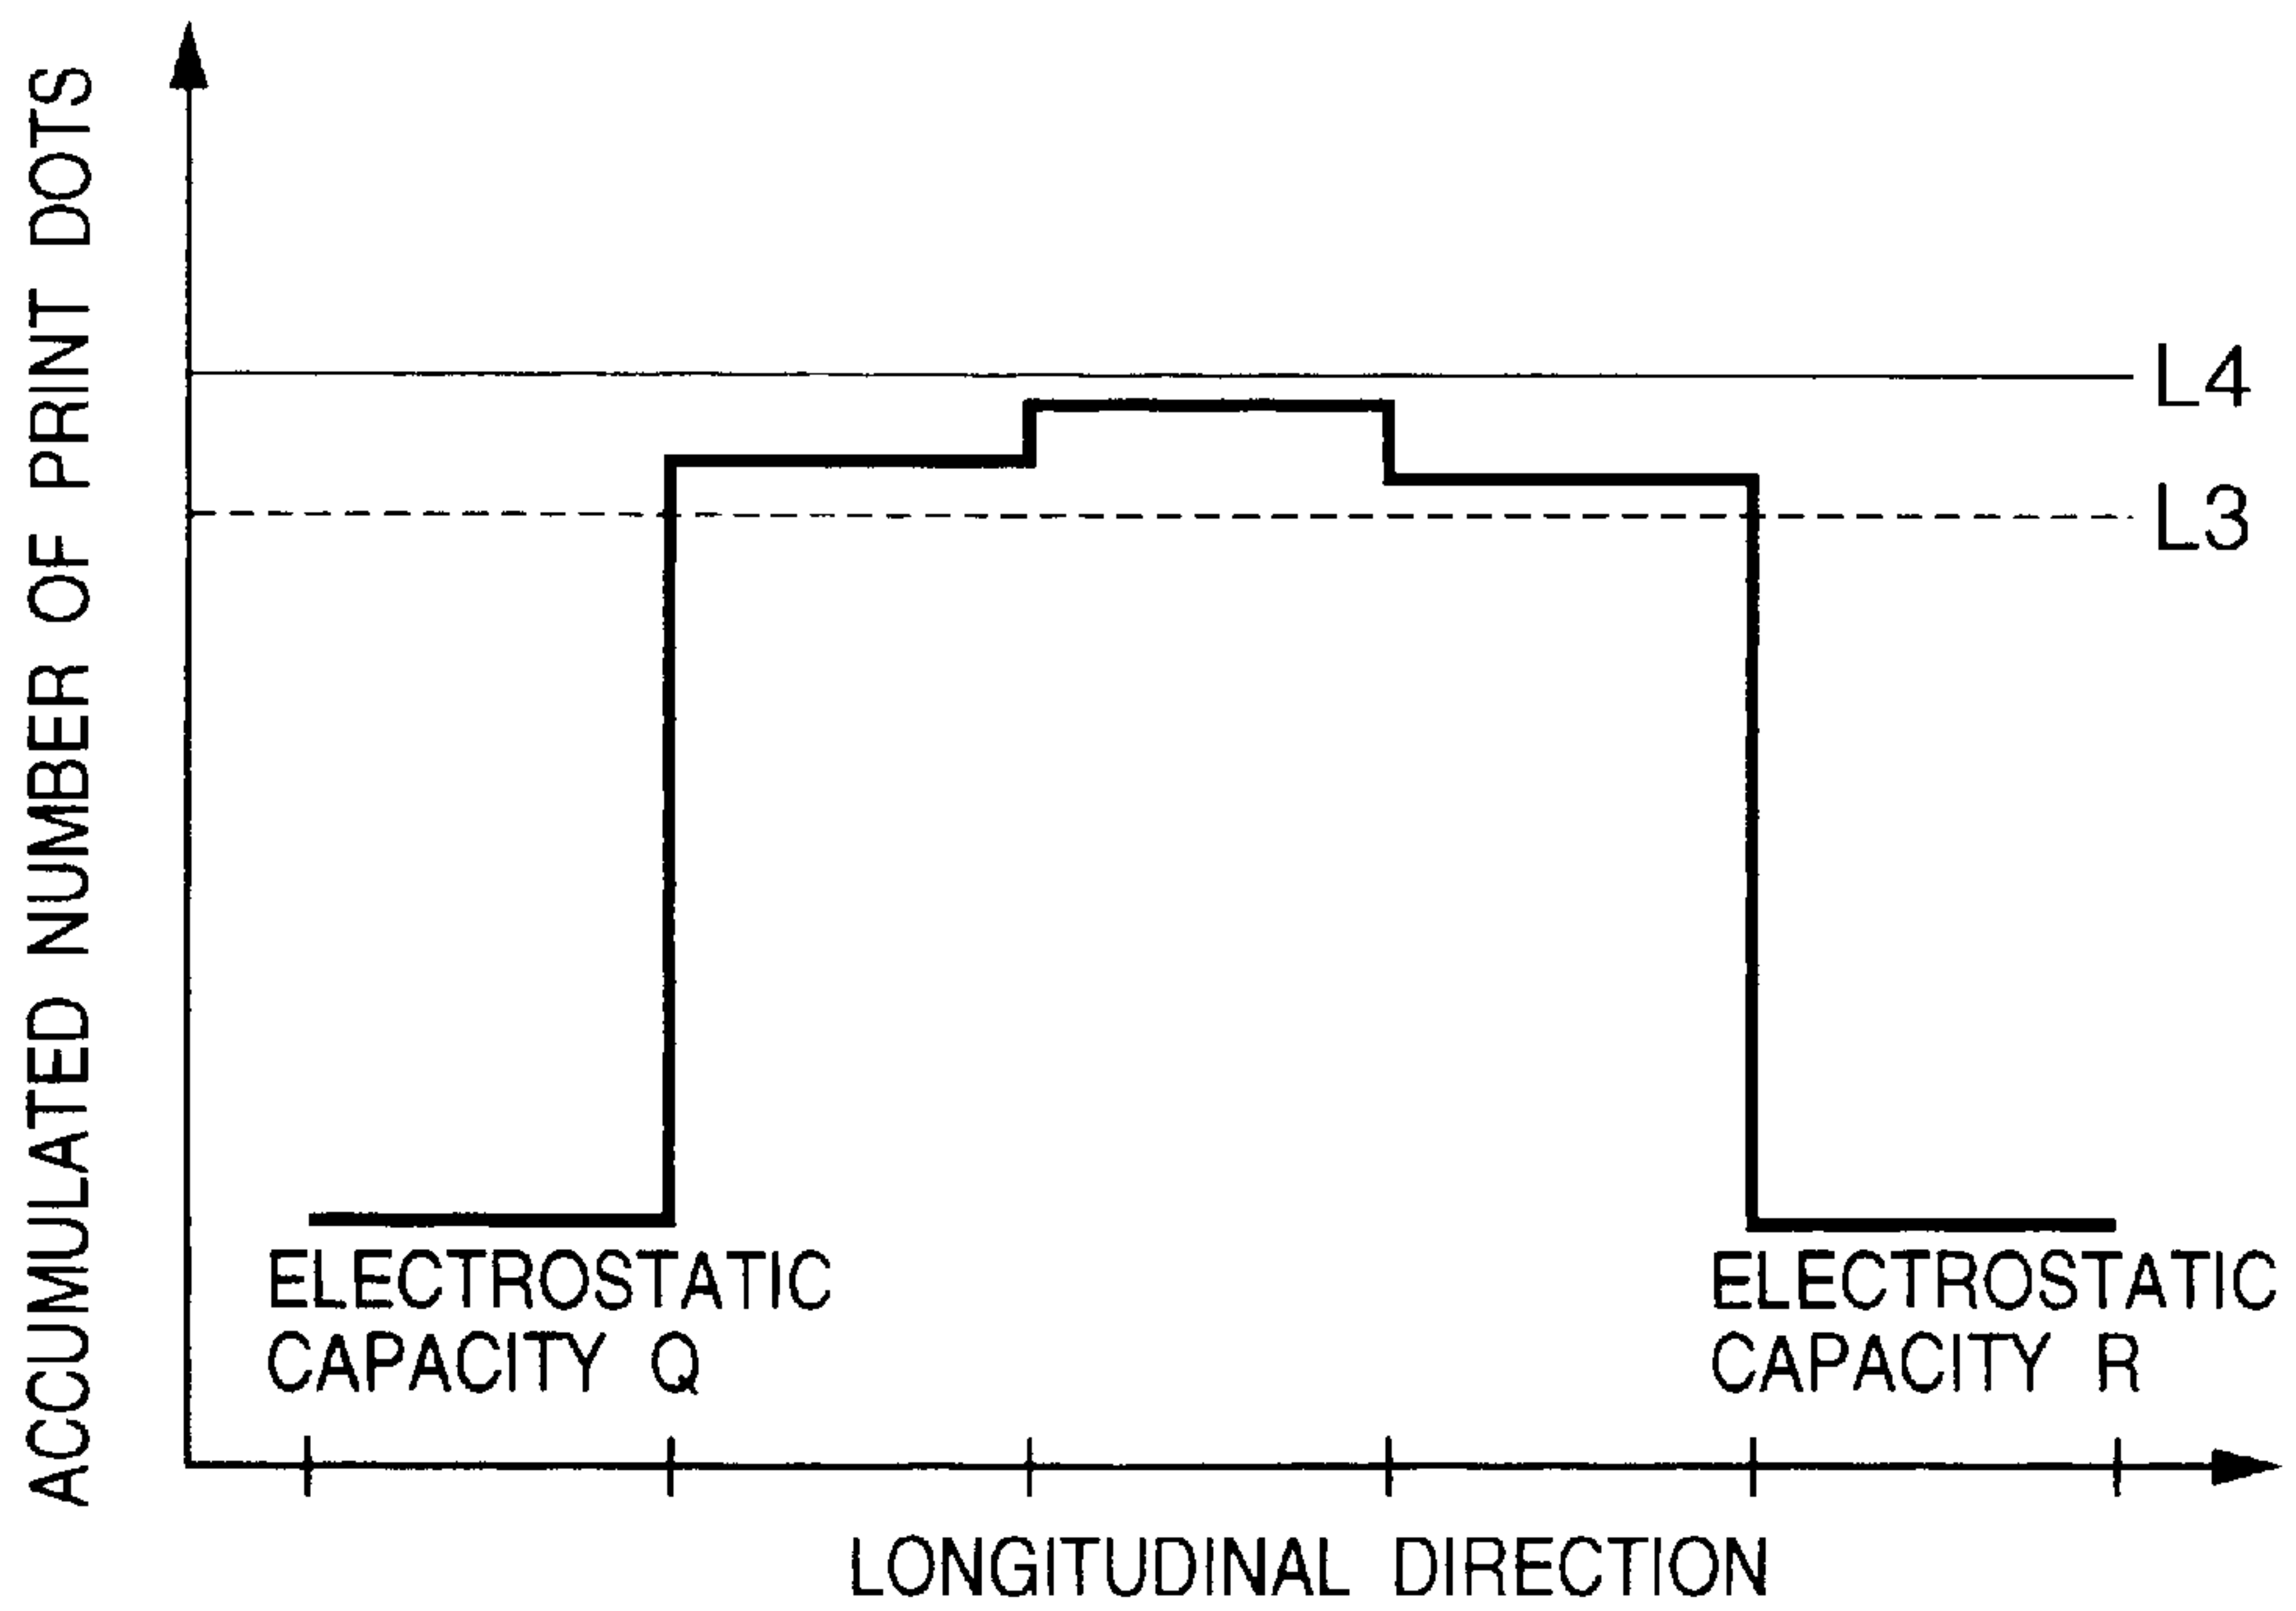 ACCUMULATED NUMBER OF PRINT DOTS
L4
L3
ELECTROSTATIC
CAPACITY Q
ELECTROSTATIC
CAPACITY R
LONGITUDINAL DIRECTION